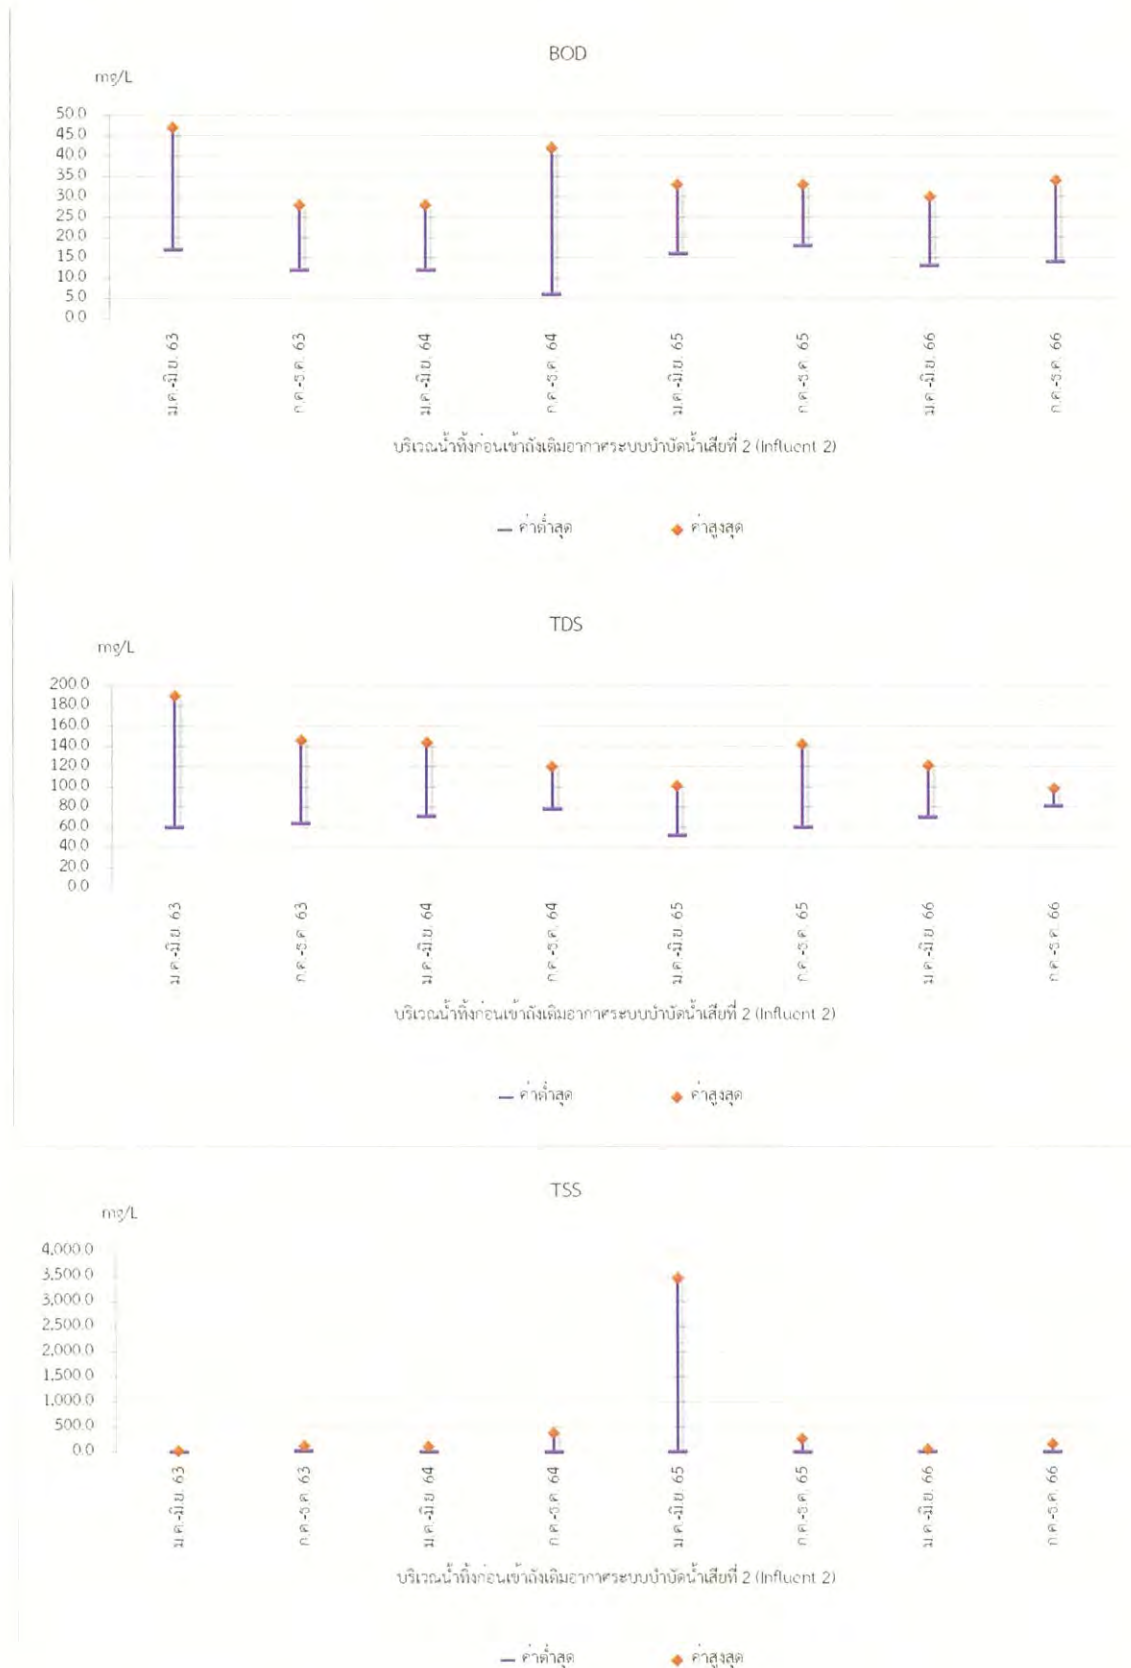 BOD
mg/L
50.0
45.0
40.0
35.0
30.0
25.0
20.0
15.0
10.0
5.0
0.0
ม.ค.-มิ.ย. 63
ก.ค.-ธ.ค. 63
ม.ค.-มิ.ย. 64
ก.ค.-ธ.ค. 64
ม.ค.-มิ.ย. 65
ก.ค.-ธ.ค. 65
ม.ค.-มิ.ย. 66
ก.ค.-ธ.ค. 66
บริเวณน้ำทิ้งก่อนเข้าถังเติมอากาศระบบบำบัดน้ำเสียที่ 2 (Influent 2)
ค่าต่ำสุด ค่าสูงสุด
TDS
mg/L
200.0
180.0
160.0
140.0
120.0
100.0
80.0
60.0
40.0
20.0
0.0
ม.ค.-มิ.ย. 63
ก.ค.-ธ.ค. 63
ม.ค.-มิ.ย. 64
ก.ค.-ธ.ค. 64
ม.ค.-มิ.ย. 65
ก.ค.-ธ.ค. 65
ม.ค.-มิ.ย. 66
ก.ค.-ธ.ค. 66
บริเวณน้ำทิ้งก่อนเข้าถังเติมอากาศระบบบำบัดน้ำเสียที่ 2 (Influent 2)
ค่าต่ำสุด ค่าสูงสุด
TSS
mg/L
4,000.0
3,500.0
3,000.0
2,500.0
2,000.0
1,500.0
1,000.0
500.0
0.0
ม.ค.-มิ.ย. 63
ก.ค.-ธ.ค. 63
ม.ค.-มิ.ย. 64
ก.ค.-ธ.ค. 64
ม.ค.-มิ.ย. 65
ก.ค.-ธ.ค. 65
ม.ค.-มิ.ย. 66
ก.ค.-ธ.ค. 66
บริเวณน้ำทิ้งก่อนเข้าถังเติมอากาศระบบบำบัดน้ำเสียที่ 2 (Influent 2)
ค่าต่ำสุด ค่าสูงสุด